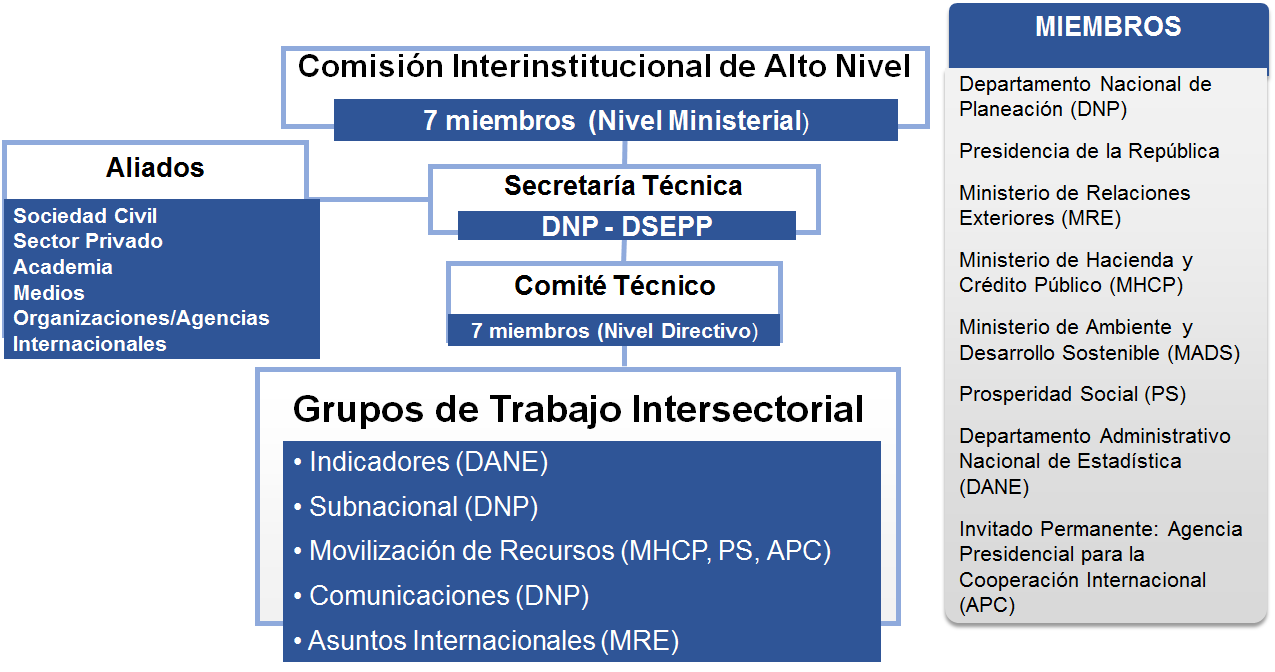 Comisión Interinstitucional de Alto Nivel
7 miembros (Nivel Ministerial)
Aliados
Sociedad Civil
Sector Privado
Academia
Medios
Organizaciones/Agencias
Internacionales
Secretaría Técnica
DNP - DSEPP
Comité Técnico
7 miembros (Nivel Directivo)
Grupos de Trabajo Intersectorial
• Indicadores (DANE)
• Subnacional (DNP)
• Movilización de Recursos (MHCP, PS, APC)
• Comunicaciones (DNP)
• Asuntos Internacionales (MRE)
MIEMBROS
Departamento Nacional de
Planeación (DNP)
Presidencia de la República
Ministerio de Relaciones
Exteriores (MRE)
Ministerio de Hacienda y
Crédito Público (MHCP)
Ministerio de Ambiente y
Desarrollo Sostenible (MADS)
Prosperidad Social (PS)
Departamento Administrativo
Nacional de Estadística
(DANE)
Invitado Permanente: Agencia
Presidencial para la
Cooperación Internacional
(APC)